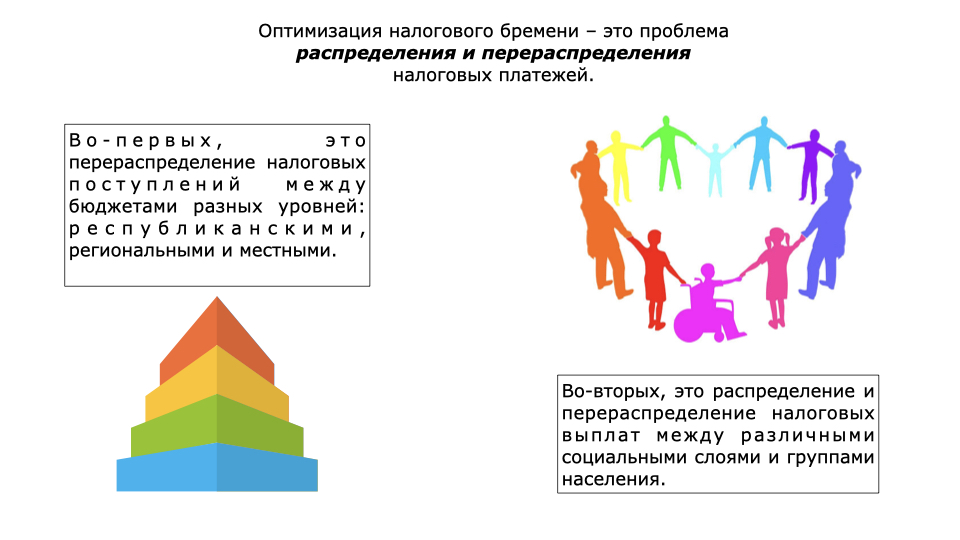 Оптимизация налогового бремени – это проблема
распределения и перераспределения
налоговых платежей.
Во-первых, это
перераспределение налоговых
поступлений между
бюджетами разных уровней:
республиканскими,
региональными и местными.
Во-вторых, это распределение и
перераспределение налоговых
выплат между различными
социальными слоями и группами
населения.